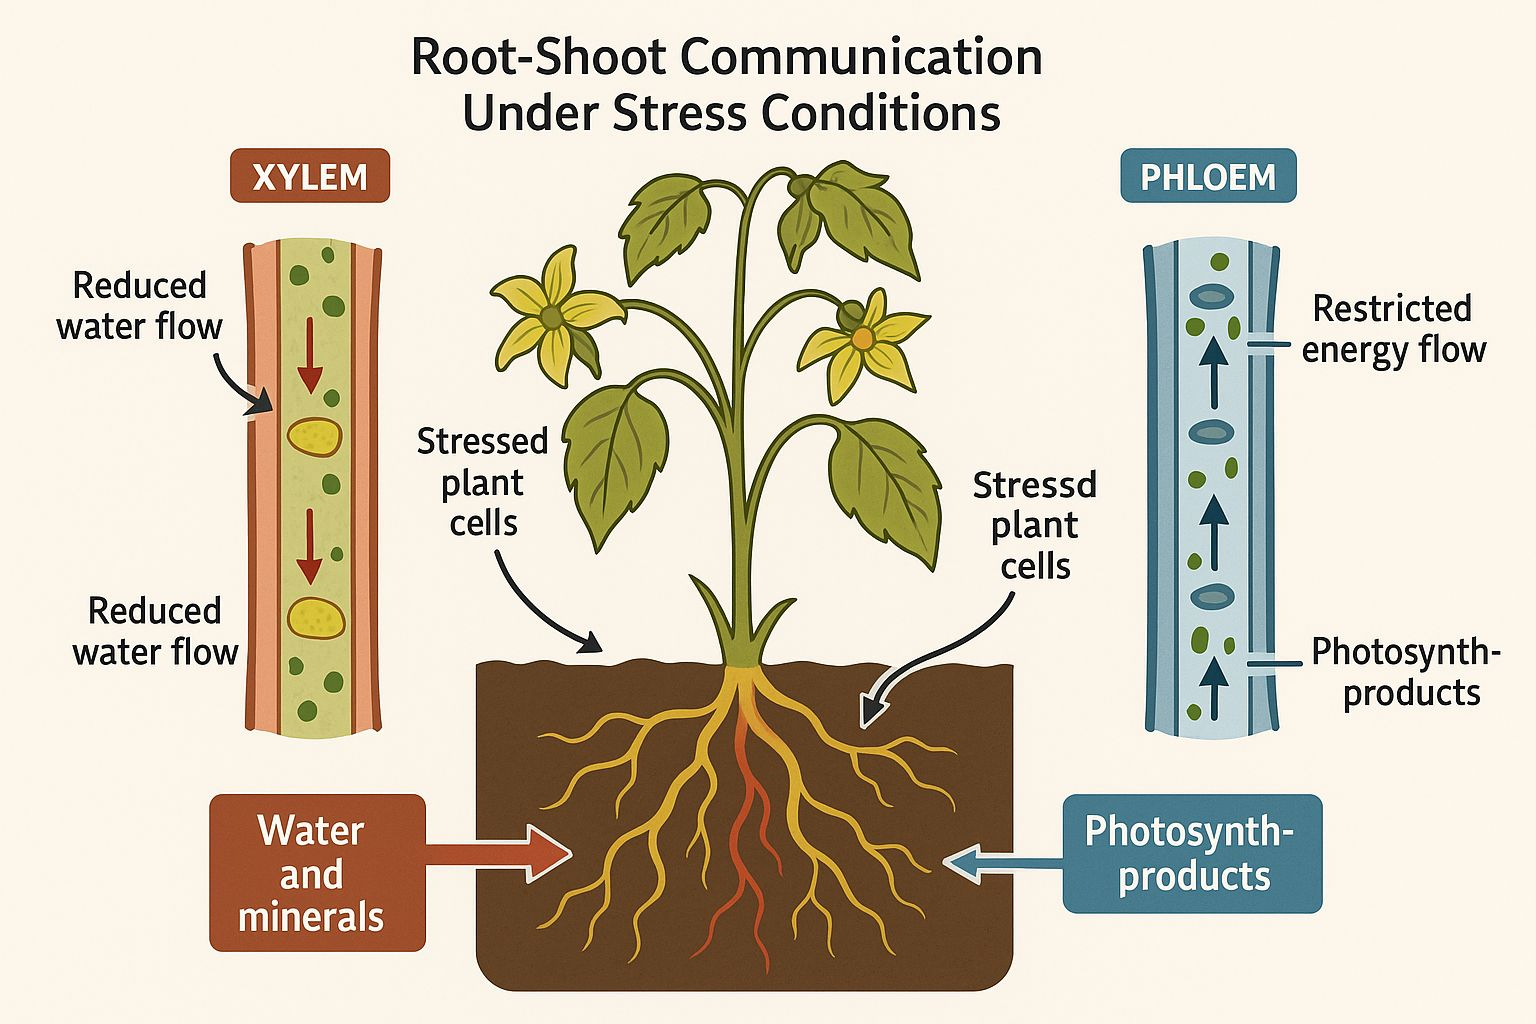 Root-Shoot Communication
Under Stress Conditions
XYLEM
PHLOEM
Reduced
water flow
Restricted
energy flow
Stressed
plant
cells
Stressd
plant
cells
Reduced
water flow
Photosynth-
products
Water
and
minerals
Photosynth-
products